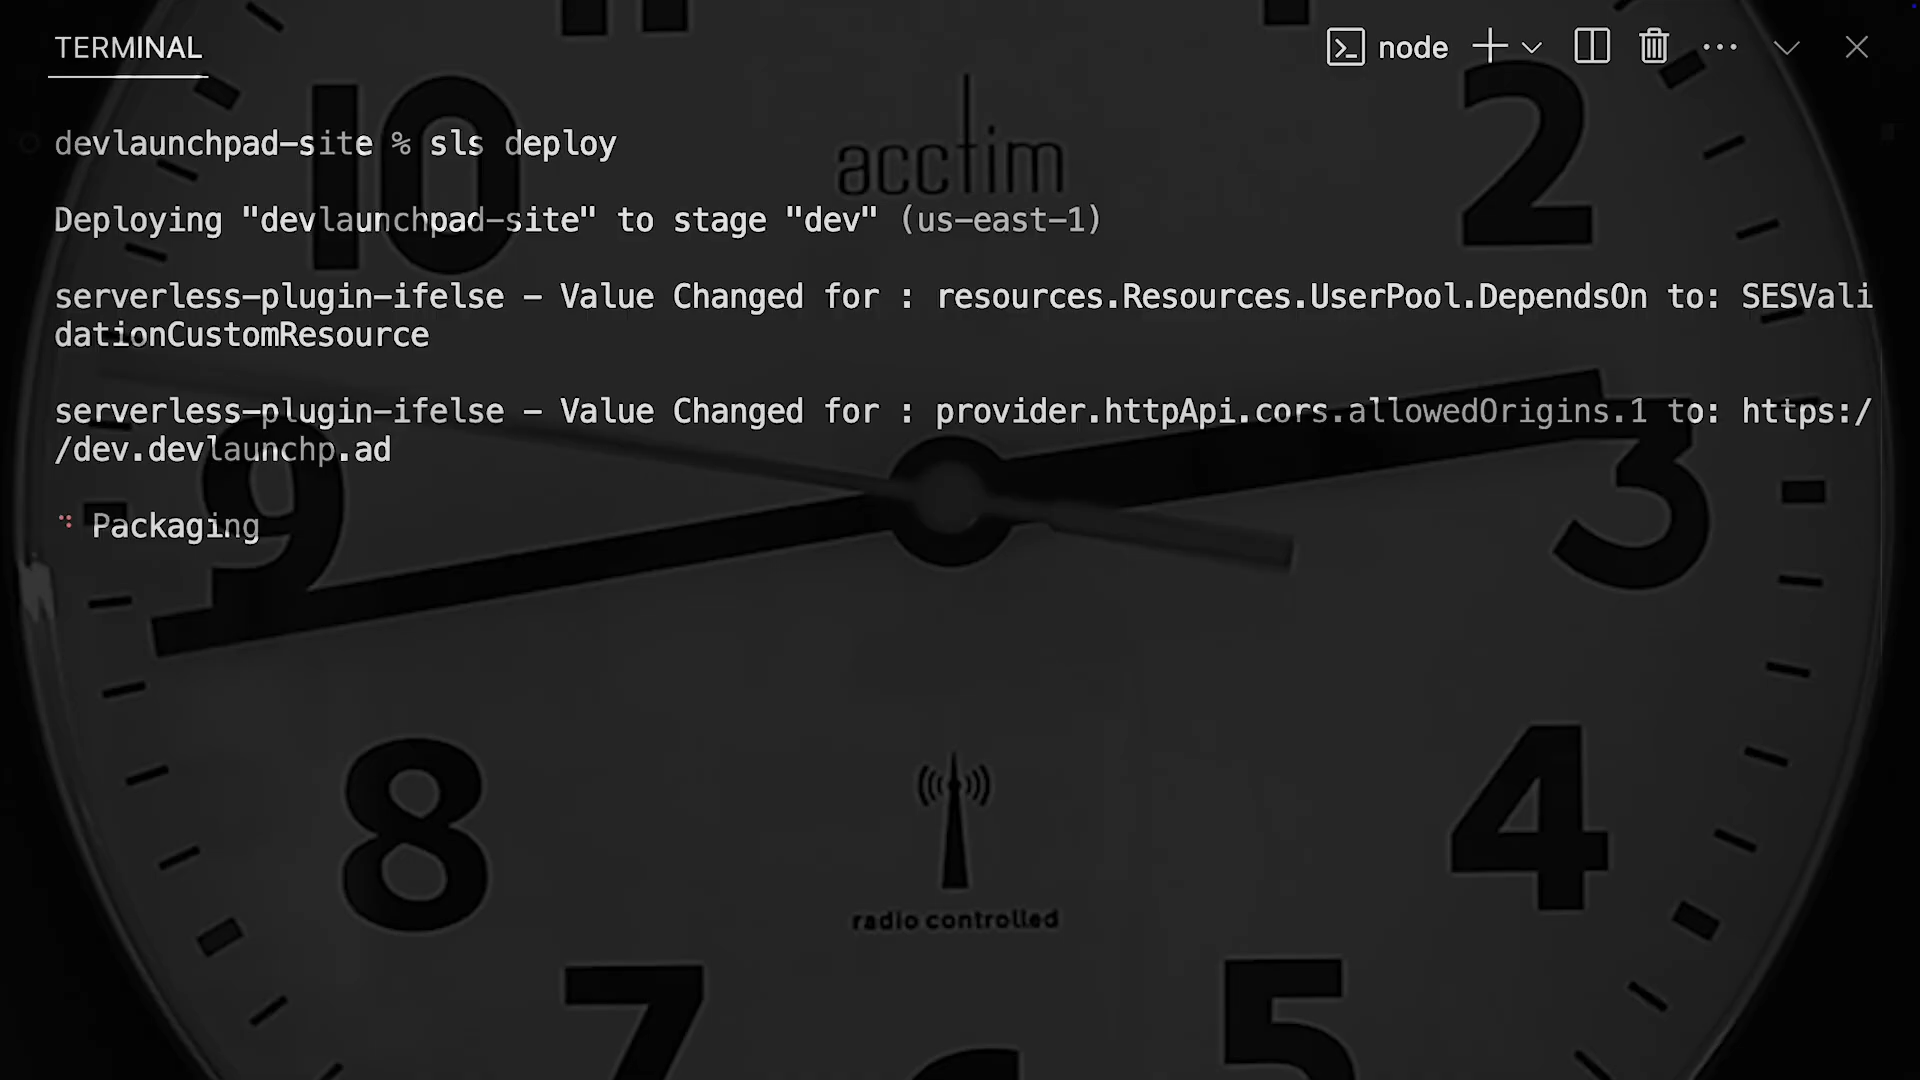 TERMINAL
node
devlaunchpad-site % sls deploy
Deploying "devlaunchpad-site" to stage "dev" (us-east-1)
serverless-plugin-ifelse - Value Changed for : resources.Resources.UserPool.DependsOn to: SESVali
dationCustomResource
serverless-plugin-ifelse - Value Changed for : provider.httpApi.cors.allowedOrigins.1 to: https:/
/dev.devlaunchp.ad
Packaging
10
acctim
2
9
3
8
4
radio controlled
7
5